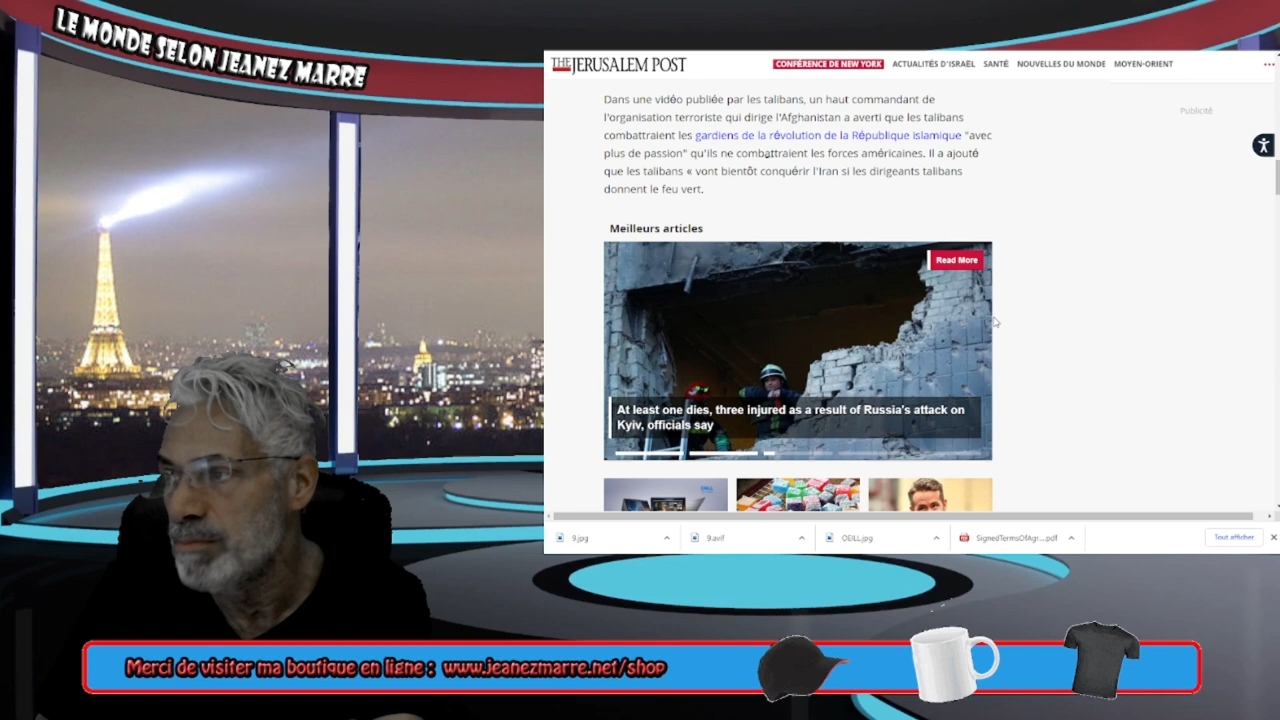 LE MONDE SELON JEANEZ MARRE
THE JERUSALEM POST
CONFÉRENCE DE NEW YORK ACTUALITÉS D'ISRAËL SANTÉ NOUVELLES DU MONDE MOYEN-ORIENT
Dans une vidéo publiée par les talibans, un haut commandant de
l'organisation terroriste qui dirige l'Afghanistan a averti que les talibans
combattraient les gardiens de la révolution de la République islamique "avec
plus de passion" qu'ils ne combattraient les forces américaines. Il a ajouté
que les talibans « vont bientôt conquérir l'Iran si les dirigeants talibans
donnent le feu vert.
Publicité
Meilleurs articles
Read More
At least one dies, three injured as a result of Russia's attack on
Kyiv, officials say
DELL
9.jpg 9.avif OEILL.jpg SignedTermsOfAgr....pdf Tout afficher
Merci de visiter ma boutique en ligne : www.jeanezmarre.net/shop